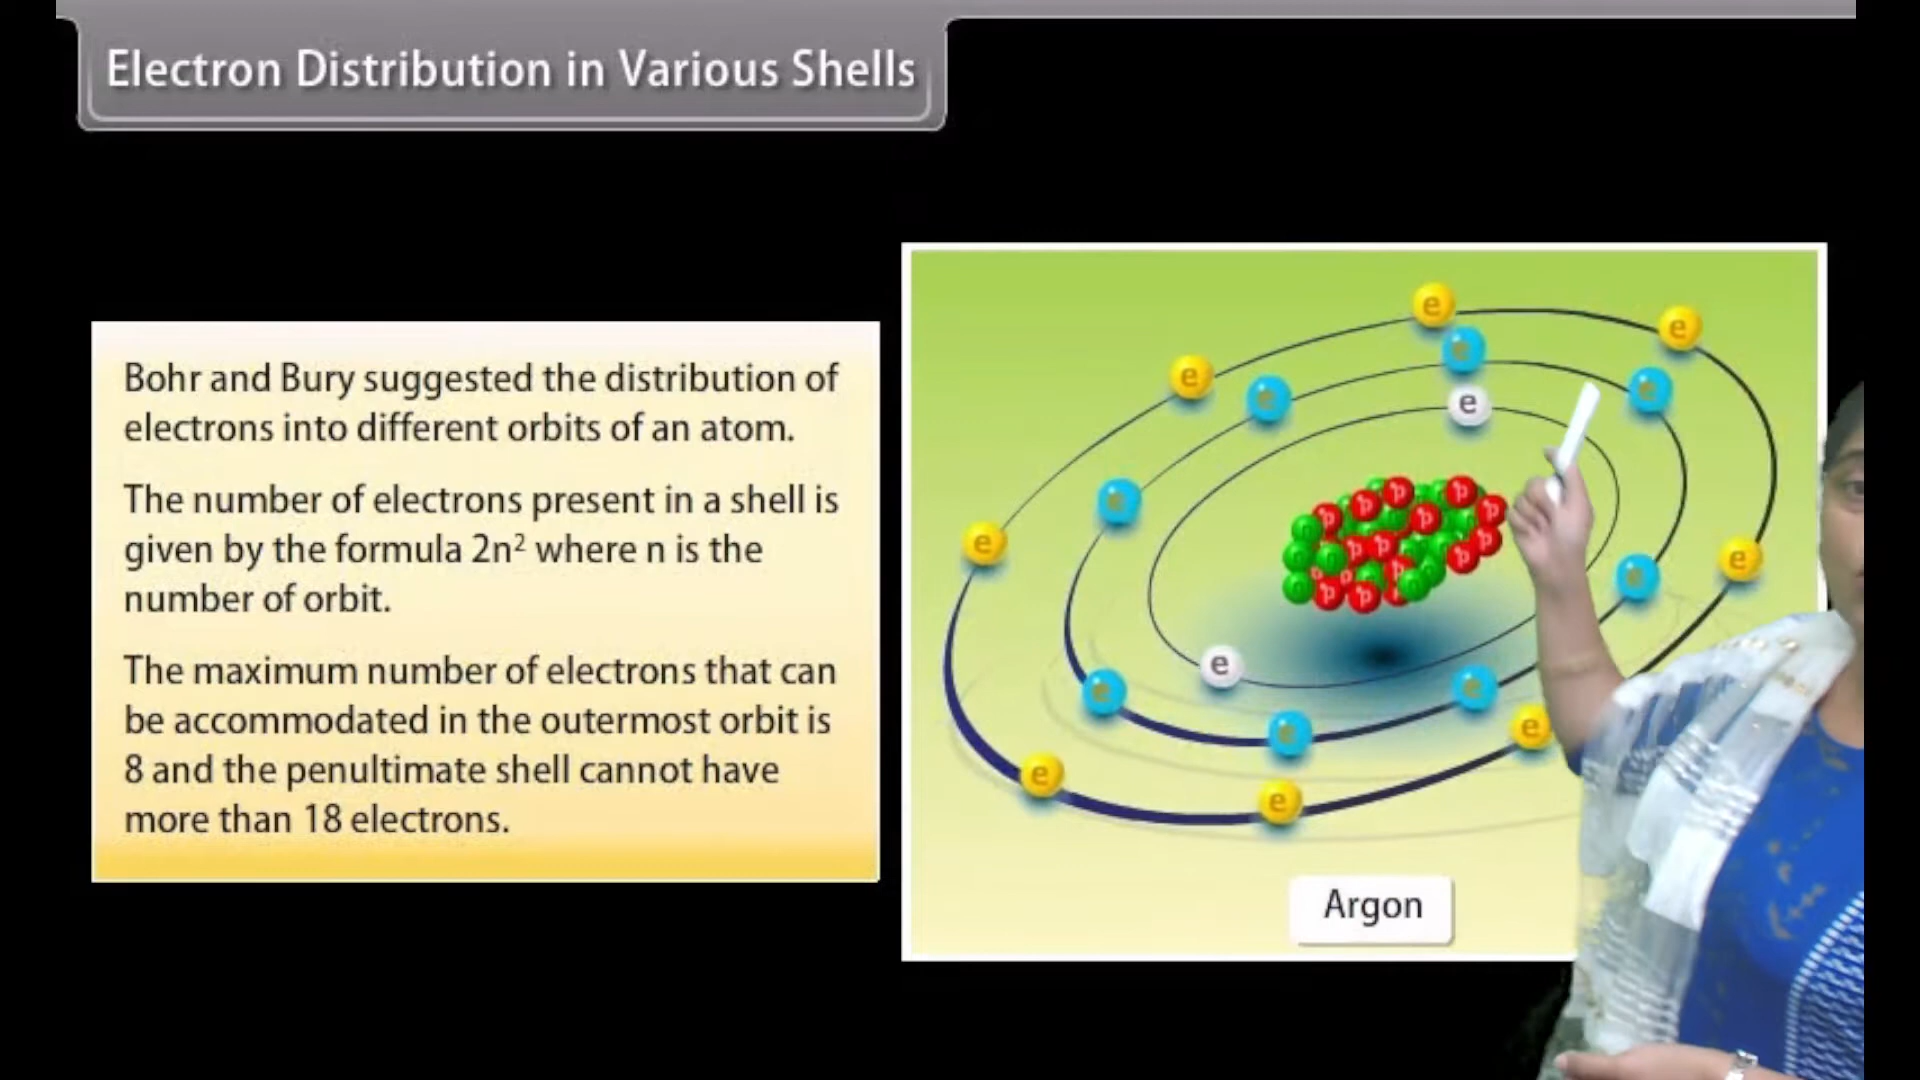 Electron Distribution in Various Shells
Bohr and Bury suggested the distribution of
electrons into different orbits of an atom.
The number of electrons present in a shell is
given by the formula 2n² where n is the
number of orbit.
The maximum number of electrons that can
be accommodated in the outermost orbit is
8 and the penultimate shell cannot have
more than 18 electrons.
e e
e e e e
e
e
e
e e
e
e
e
e
e
e
e
p p p p p p p p p p p p p
Argon